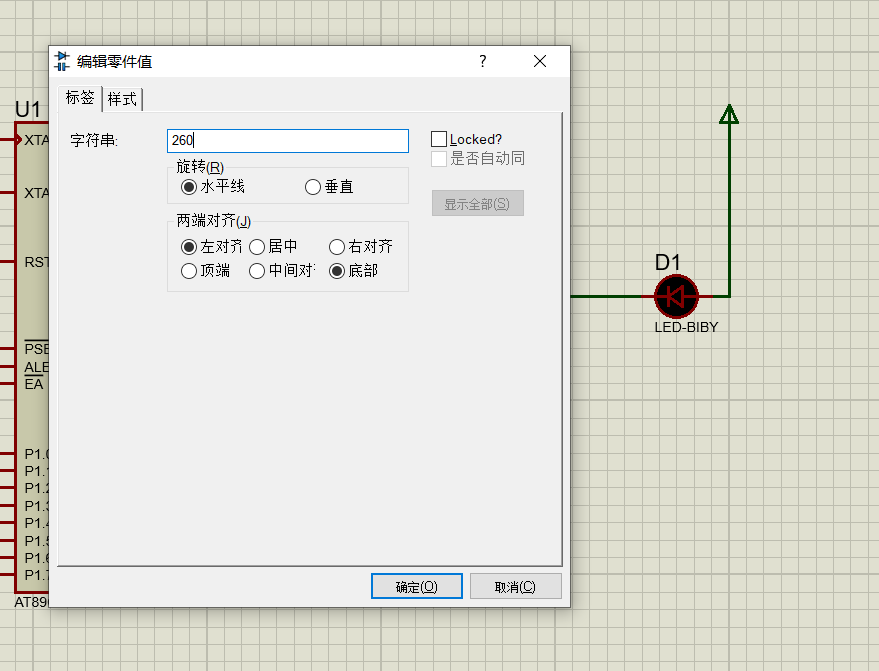 编辑零件值
?
标签 样式
字符串:
260
Locked?
是否自动同
旋转(R)
水平线
垂直
显示全部(S)
两端对齐(J)
左对齐
居中
右对齐
顶端
中间对
底部
确定(O)
取消(C)
U1
XTA
XTA
RST
PSE
ALE
EA
P1.0
P1.1
P1.2
P1.3
P1.4
P1.5
P1.6
P1.7
AT89
D1
LED-BIBY